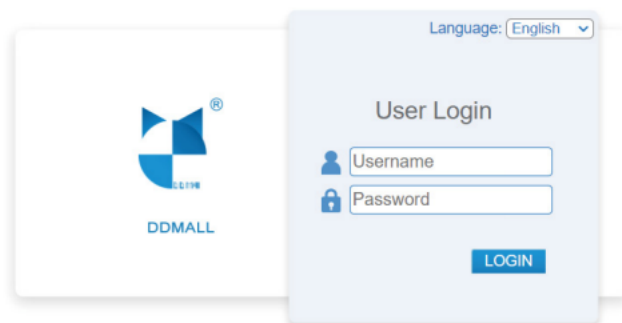 Language: English
®
User Login
Username
Password
DDMALL
LOGIN